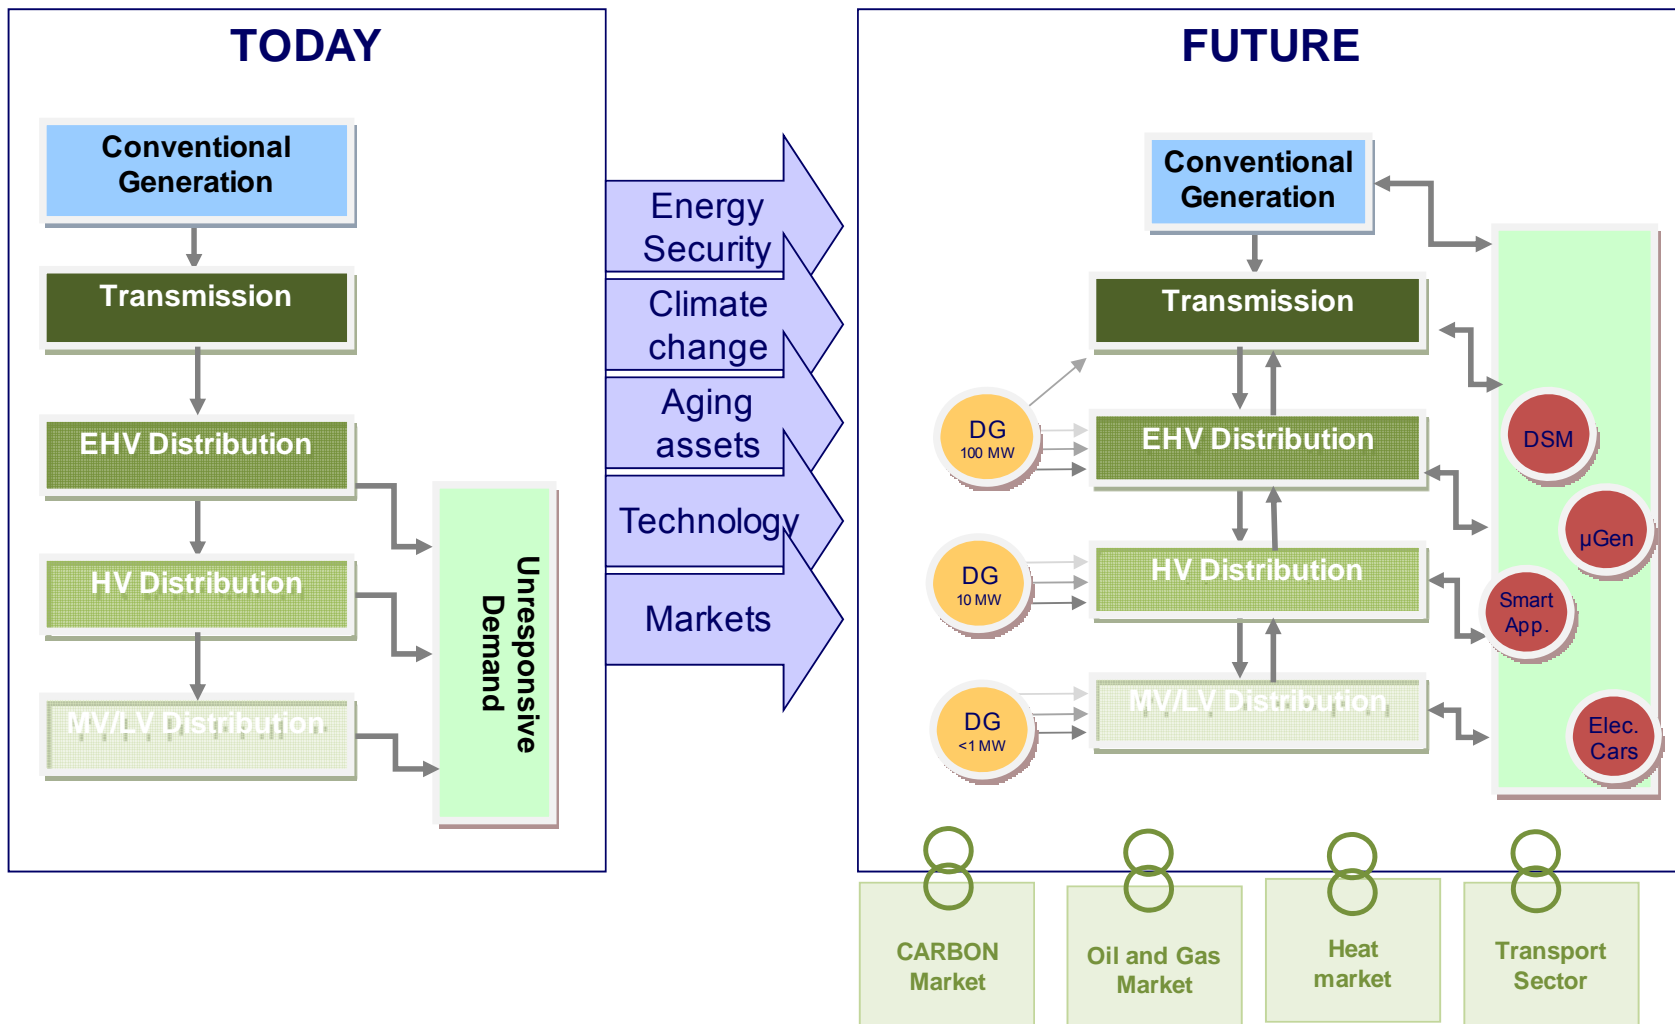 TODAY
Conventional
Generation
Transmission
EHV Distribution
HV Distribution
MV/LV Distribution
Unresponsive
Demand
Energy
Security
Climate
change
Aging
assets
Technology
Markets
FUTURE
Conventional
Generation
Transmission
DG
100 MW
EHV Distribution
DSM
µGen
DG
10 MW
HV Distribution
Smart
App.
DG
<1 MW
MV/LV Distribution
Elec.
Cars
CARBON
Market
Oil and Gas
Market
Heat
market
Transport
Sector